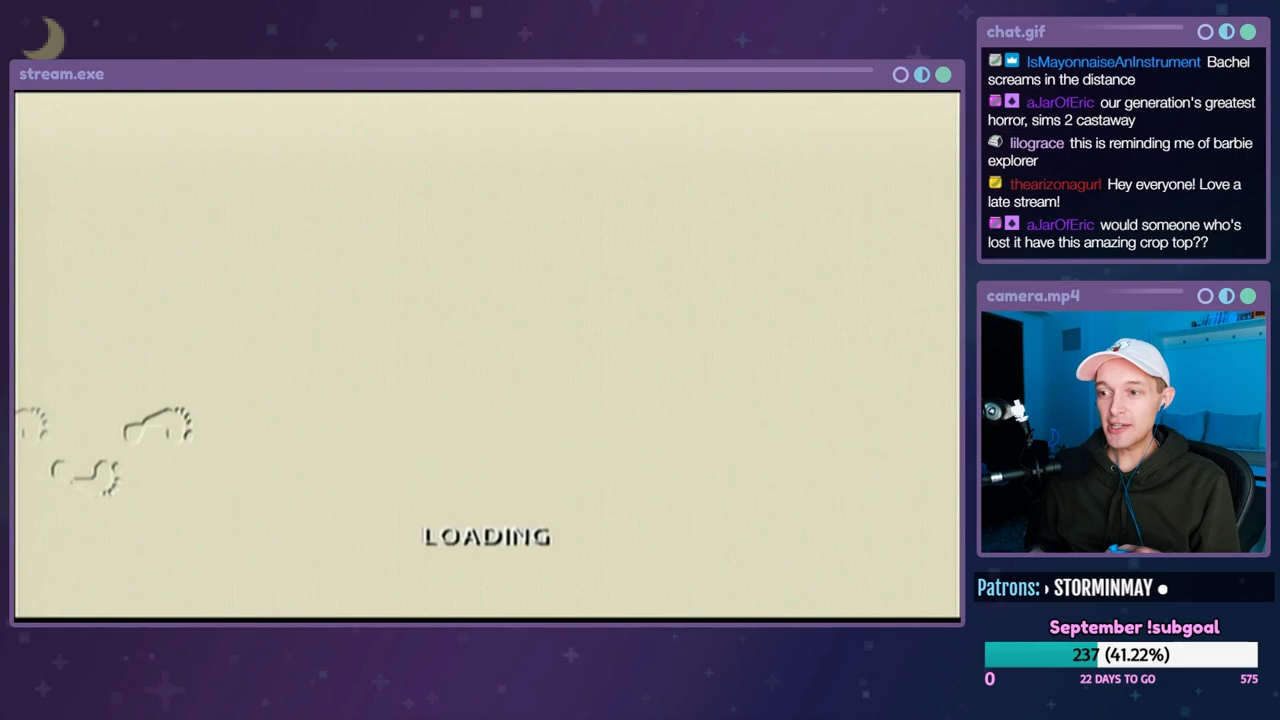 stream.exe
LOADING
chat.gif
IsMayonnaiseAnInstrument Bachel
screams in the distance
aJarOfEric our generation's greatest
horror, sims 2 castaway
lilograce this is reminding me of barbie
explorer
thearizonagurl Hey everyone! Love a
late stream!
aJarOfEric would someone who's
lost it have this amazing crop top??
camera.mp4
Patrons: › STORMINMAY ●
September !subgoal
237 (41.22%)
0 22 DAYS TO GO 575